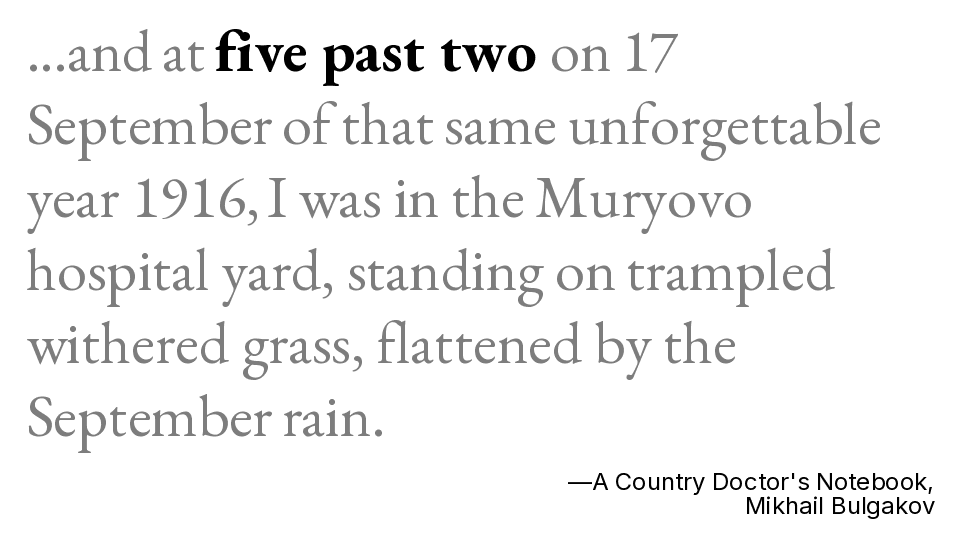 ...and at five past two on 17
September of that same unforgettable
year 1916, I was in the Muryovo
hospital yard, standing on trampled
withered grass, flattened by the
September rain.
—A Country Doctor's Notebook,
Mikhail Bulgakov